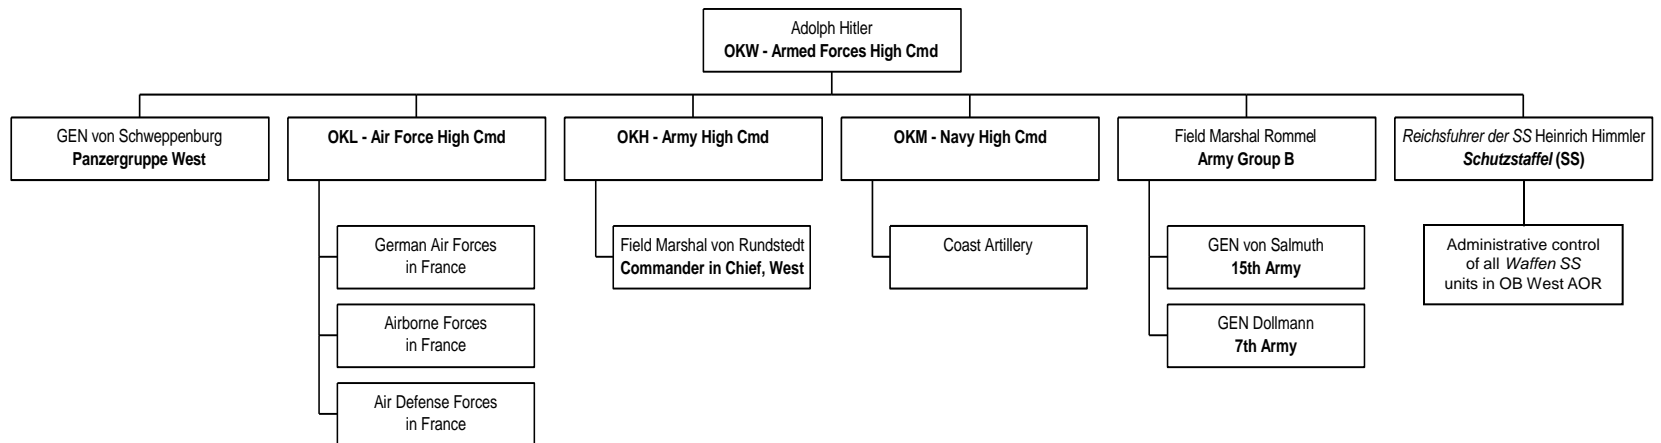 Adolph Hitler
OKW - Armed Forces High Cmd
GEN von Schweppenburg
Panzergruppe West
OKL - Air Force High Cmd
OKH - Army High Cmd
OKM - Navy High Cmd
Field Marshal Rommel
Army Group B
Reichsfuhrer der SS Heinrich Himmler
Schutzstaffel (SS)
German Air Forces
in France
Airborne Forces
in France
Air Defense Forces
in France
Field Marshal von Rundstedt
Commander in Chief, West
Coast Artillery
GEN von Salmuth
15th Army
GEN Dollmann
7th Army
Administrative control
of all Waffen SS
units in OB West AOR